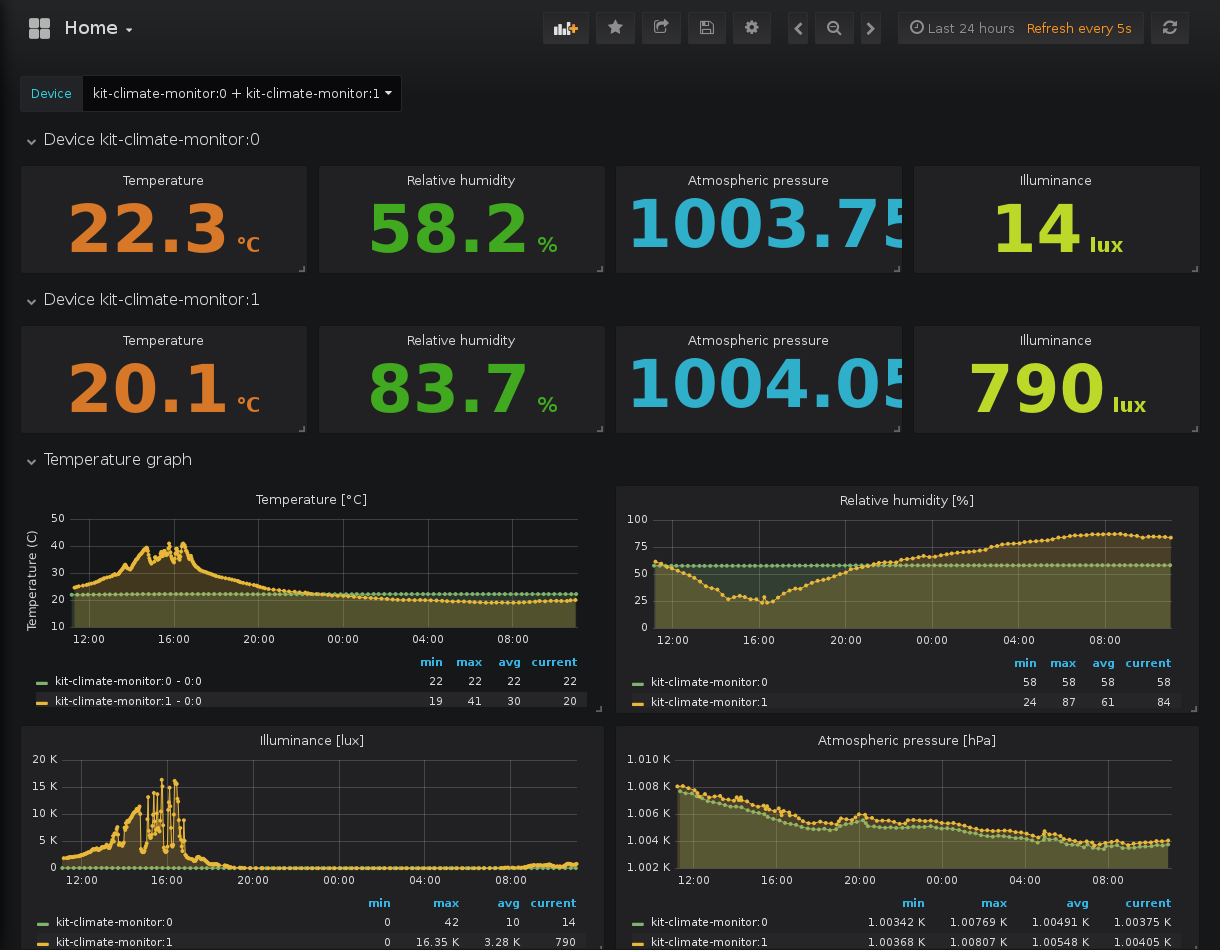 Home
Last 24 hours Refresh every 5s
Device kit-climate-monitor:0 + kit-climate-monitor:1
Device kit-climate-monitor:0
Temperature Relative humidity Atmospheric pressure Illuminance
22.3 °C 58.2 % 1003.75 14 lux
Device kit-climate-monitor:1
Temperature Relative humidity Atmospheric pressure Illuminance
20.1 °C 83.7 % 1004.05 790 lux
Temperature graph
Temperature [°C]
Temperature (C)
50
40
30
20
10
12:00 16:00 20:00 00:00 04:00 08:00
min max avg current
kit-climate-monitor:0 - 0:0 22 22 22 22
kit-climate-monitor:1 - 0:0 19 41 30 20
Relative humidity [%]
100
75
50
25
0
12:00 16:00 20:00 00:00 04:00 08:00
min max avg current
kit-climate-monitor:0 58 58 58 58
kit-climate-monitor:1 24 87 61 84
Illuminance [lux]
20 K
15 K
10 K
5 K
0
12:00 16:00 20:00 00:00 04:00 08:00
min max avg current
kit-climate-monitor:0 0 42 10 14
kit-climate-monitor:1 0 16.35 K 3.28 K 790
Atmospheric pressure [hPa]
1.010 K
1.008 K
1.006 K
1.004 K
1.002 K
12:00 16:00 20:00 00:00 04:00 08:00
min max avg current
kit-climate-monitor:0 1.00342 K 1.00769 K 1.00491 K 1.00375 K
kit-climate-monitor:1 1.00368 K 1.00807 K 1.00548 K 1.00405 K